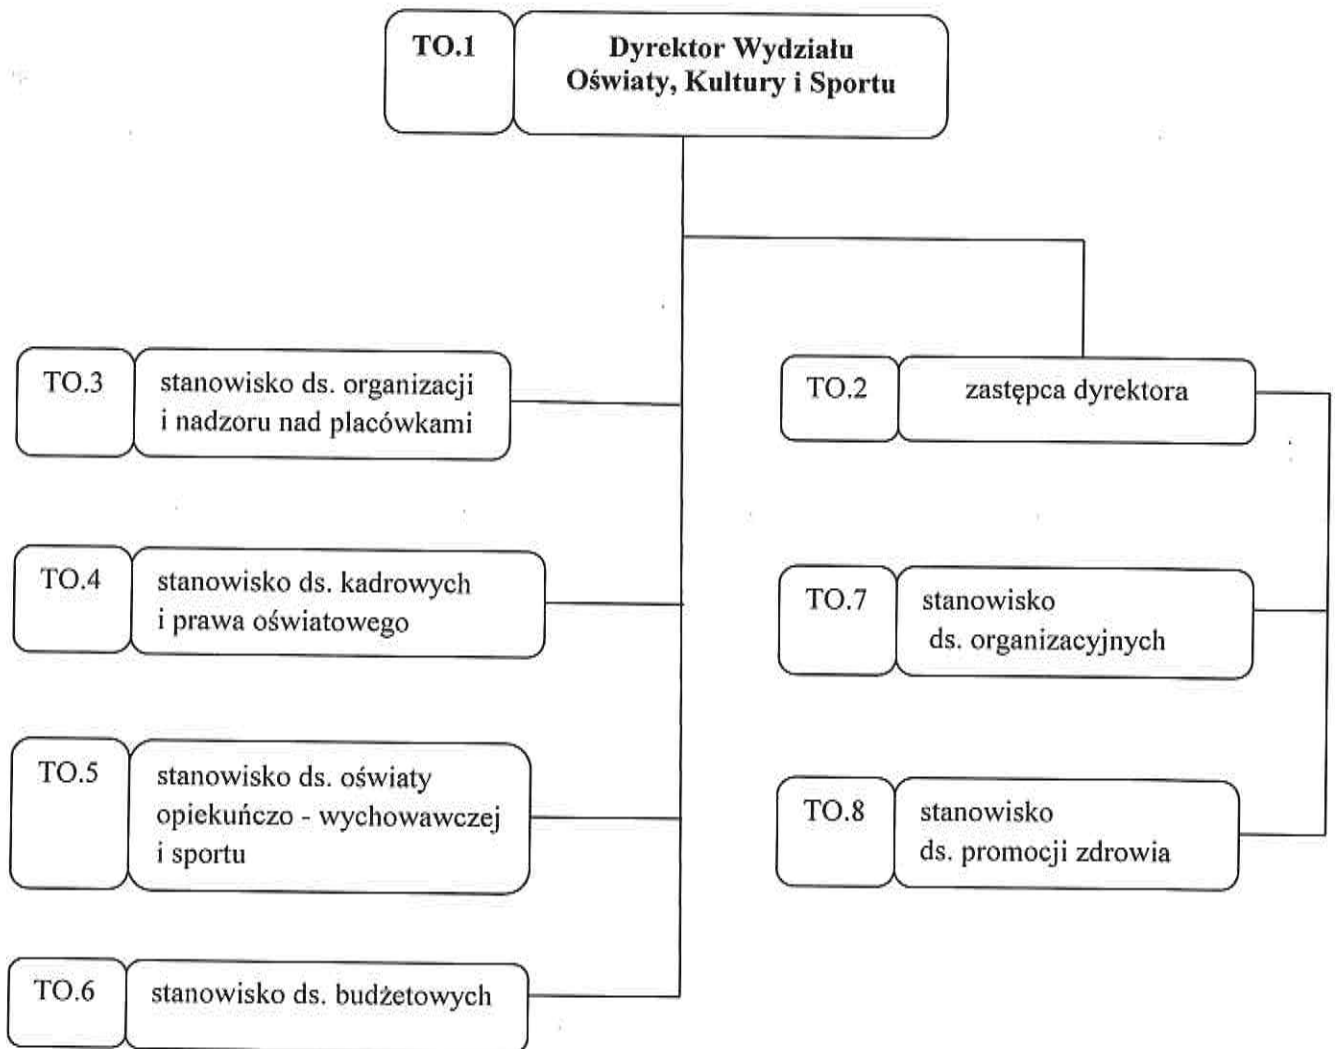 TO.1
Dyrektor Wydziału
Oświaty, Kultury i Sportu
TO.3
stanowisko ds. organizacji
i nadzoru nad placówkami
TO.2
zastępca dyrektora
TO.4
stanowisko ds. kadrowych
i prawa oświatowego
TO.7
stanowisko
ds. organizacyjnych
TO.5
stanowisko ds. oświaty
opiekuńczo - wychowawczej
i sportu
TO.8
stanowisko
ds. promocji zdrowia
TO.6
stanowisko ds. budżetowych